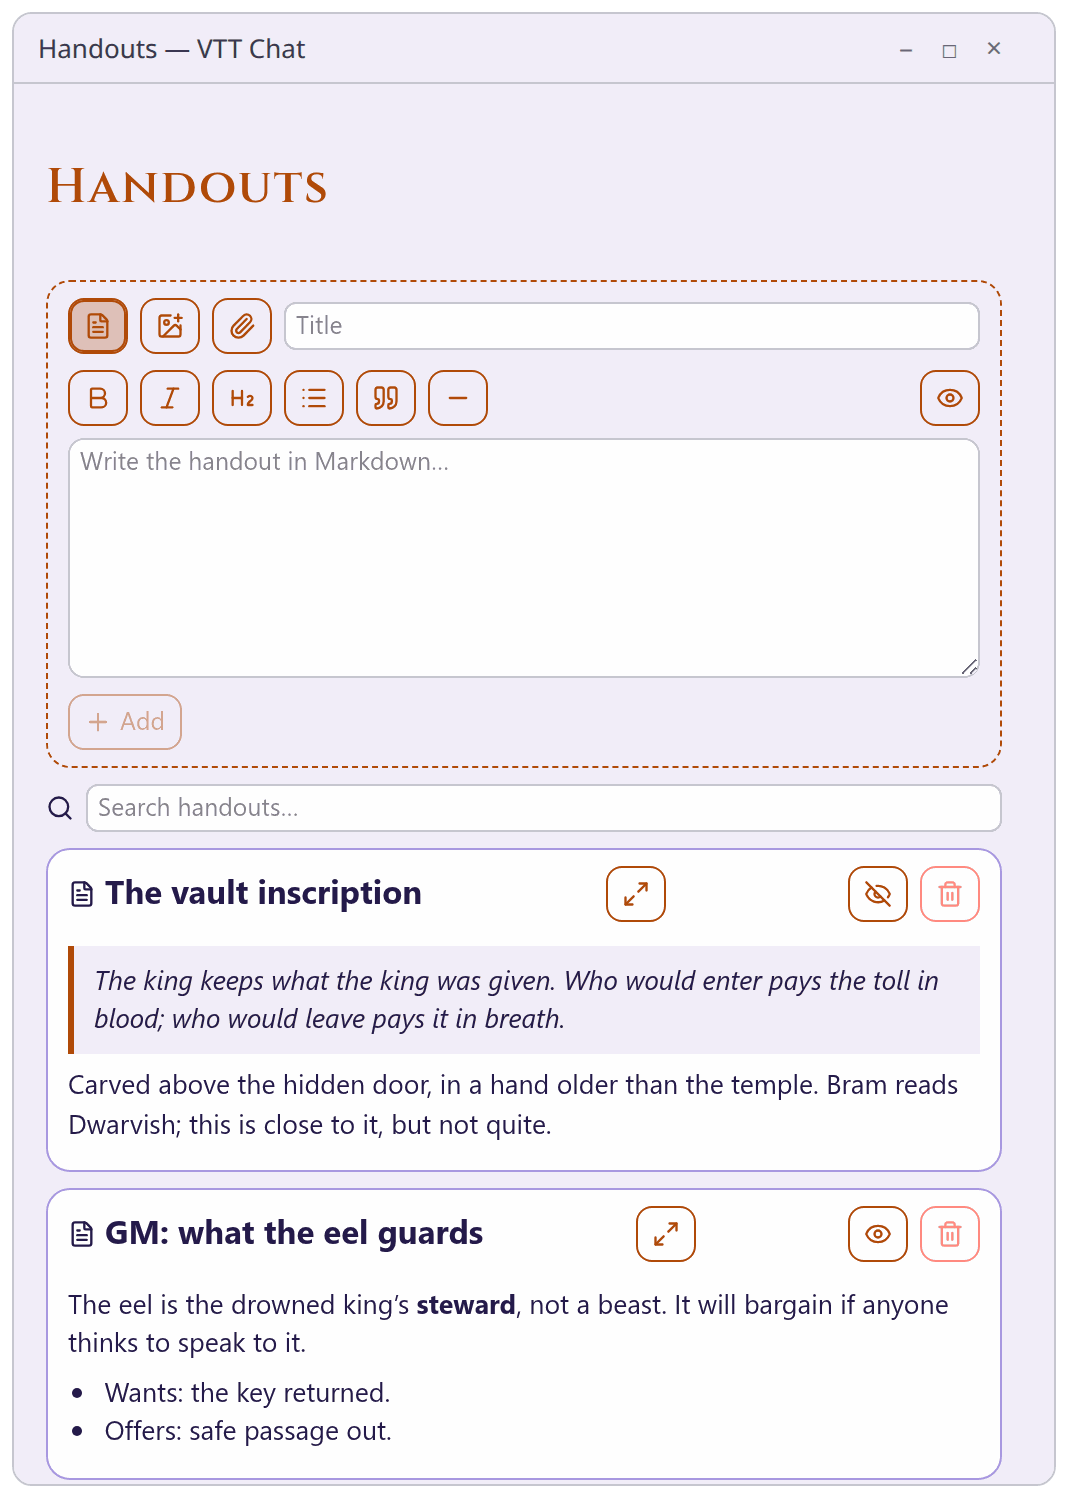 Handouts — VTT Chat
Handouts
Title
B I H2
Write the handout in Markdown...
+ Add
Search handouts...
The vault inscription
The king keeps what the king was given. Who would enter pays the toll in
blood; who would leave pays it in breath.
Carved above the hidden door, in a hand older than the temple. Bram reads
Dwarvish; this is close to it, but not quite.
GM: what the eel guards
The eel is the drowned king’s steward, not a beast. It will bargain if anyone
thinks to speak to it.
• Wants: the key returned.
• Offers: safe passage out.